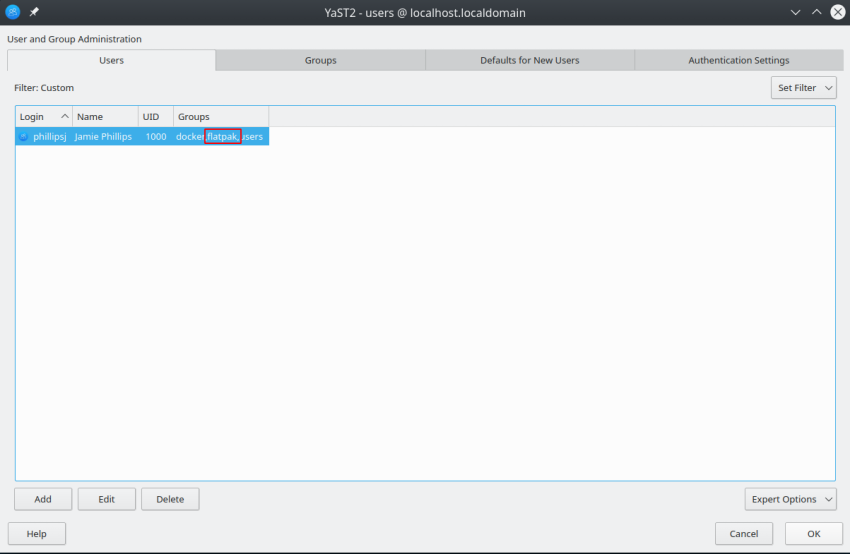 YaST2 - users @ localhost.localdomain
User and Group Administration
Users Groups Defaults for New Users Authentication Settings
Filter: Custom Set Filter
Login Name UID Groups
phillipsj Jamie Phillips 1000 docker,flatpak,users
Add Edit Delete Expert Options
Help Cancel OK